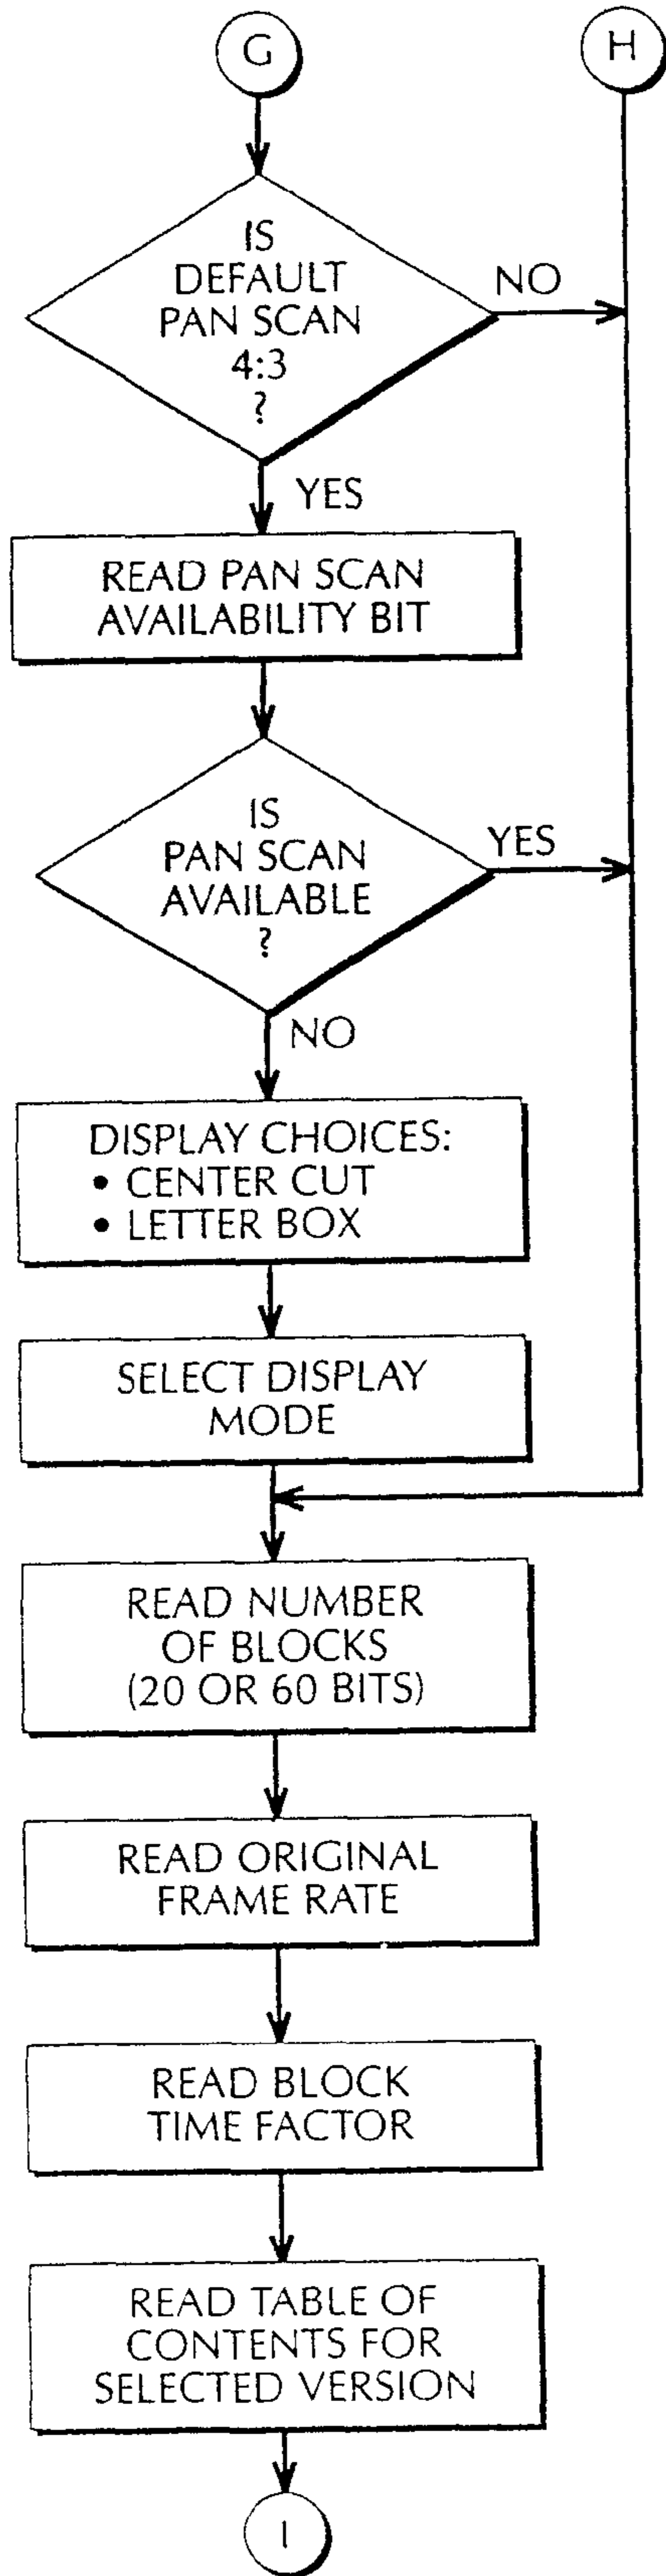 G
H
IS
DEFAULT
PAN SCAN
4:3
?
NO
YES
READ PAN SCAN
AVAILABILITY BIT
IS
PAN SCAN
AVAILABLE
?
YES
NO
DISPLAY CHOICES:
• CENTER CUT
• LETTER BOX
SELECT DISPLAY
MODE
READ NUMBER
OF BLOCKS
(20 OR 60 BITS)
READ ORIGINAL
FRAME RATE
READ BLOCK
TIME FACTOR
READ TABLE OF
CONTENTS FOR
SELECTED VERSION
I